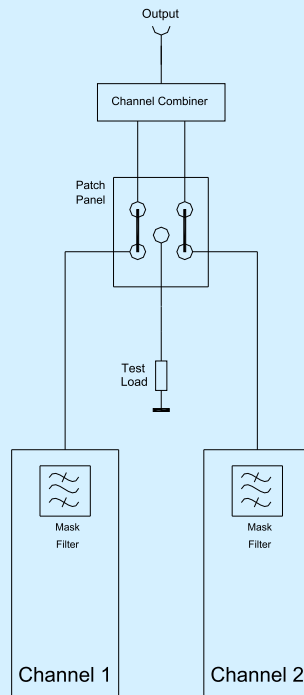 Output
Channel Combiner
Patch
Panel
Test
Load
Mask
Filter
Mask
Filter
Channel 1
Channel 2